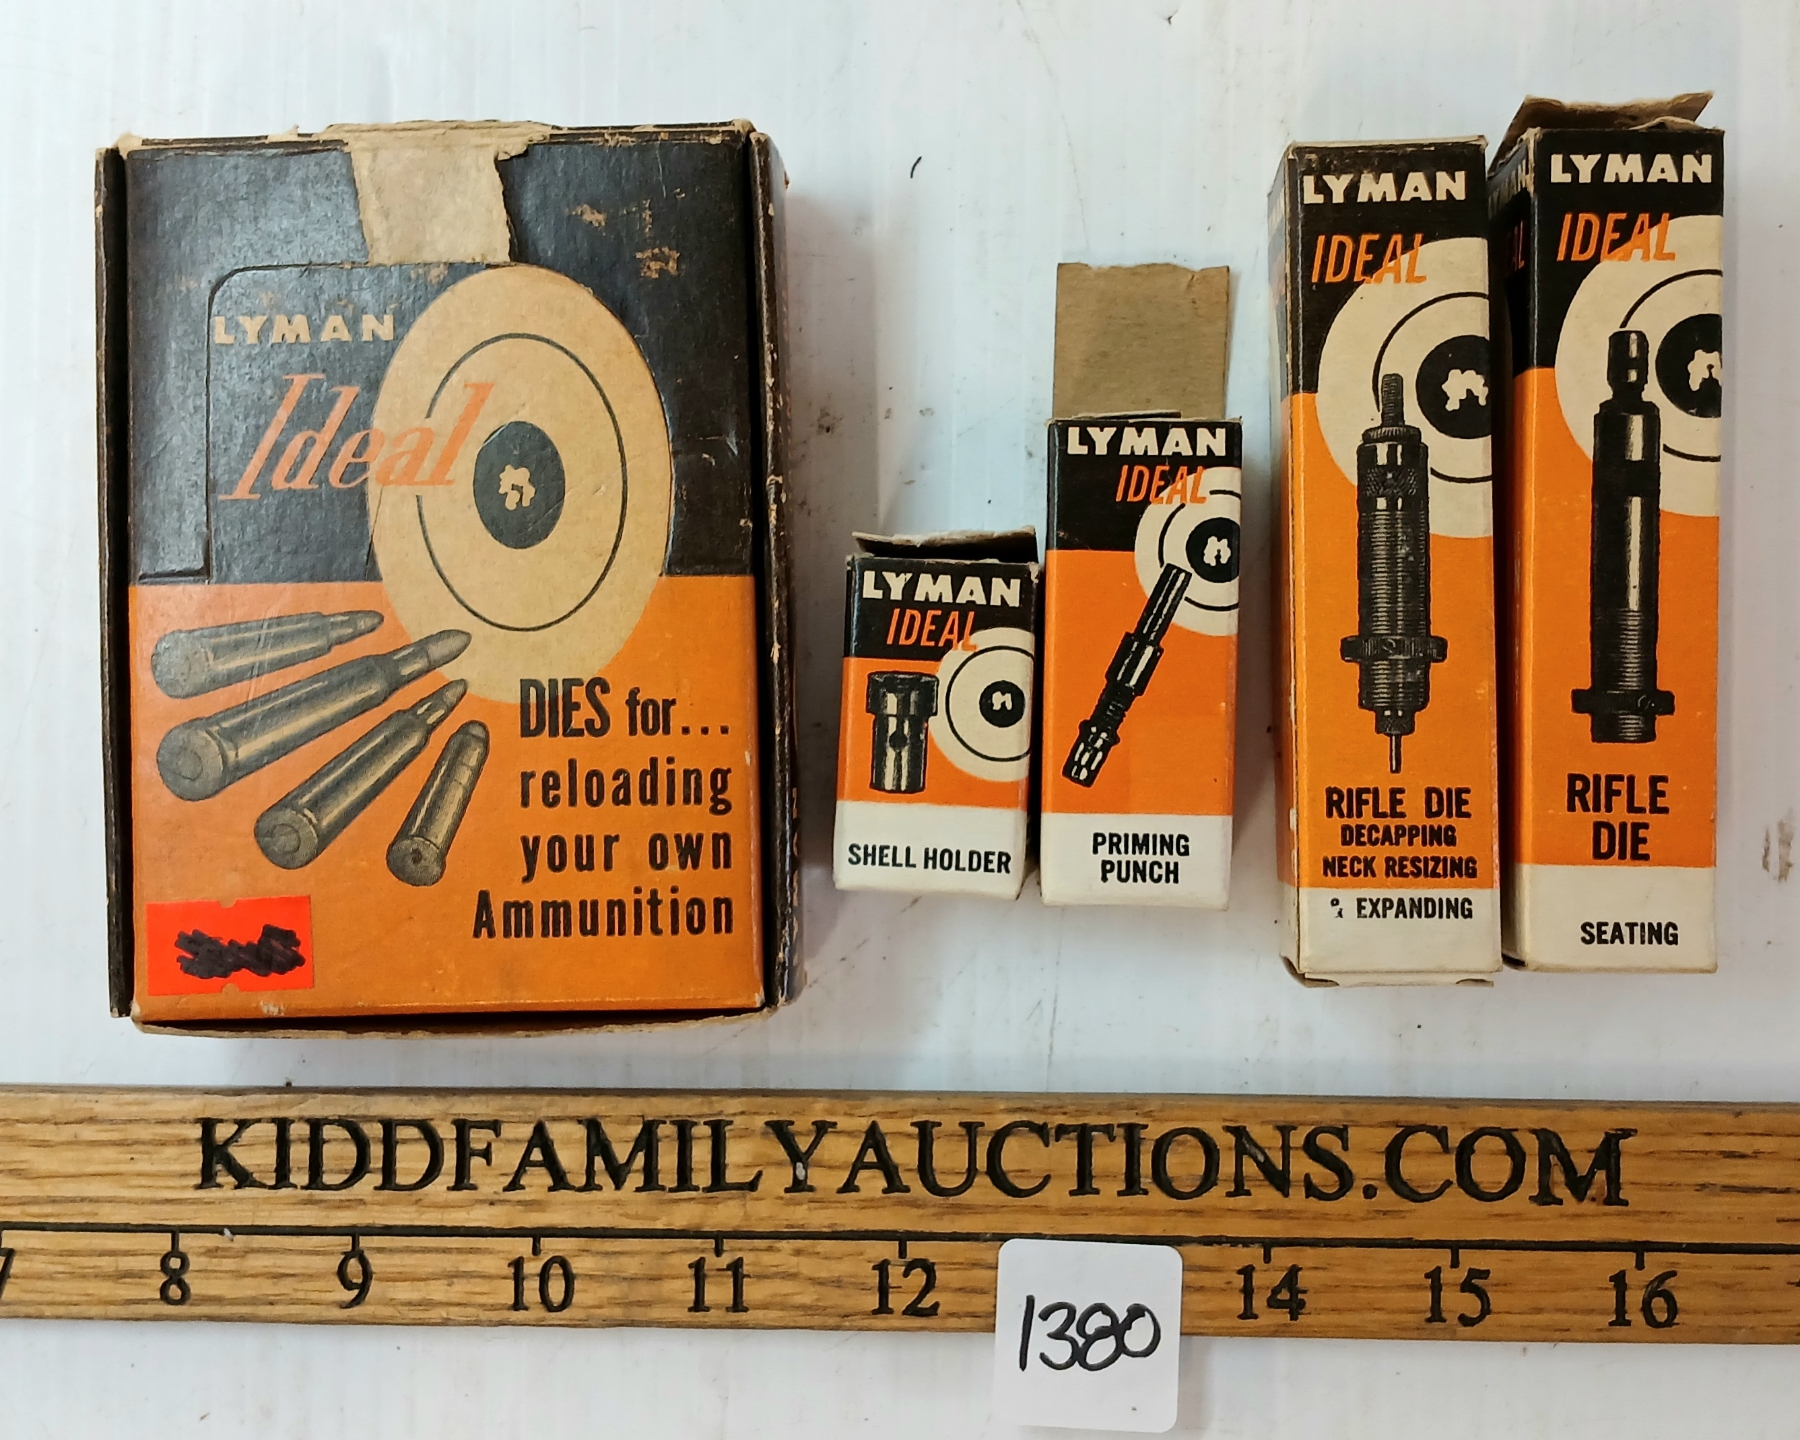 LYMAN
Ideal
DIES for...
reloading
your own
Ammunition
LYMAN
IDEAL
SHELL HOLDER
LYMAN
IDEAL
PRIMING
PUNCH
LYMAN
IDEAL
RIFLE DIE
DECAPPING
NECK RESIZING
& EXPANDING
LYMAN
IDEAL
RIFLE
DIE
SEATING
KIDDFAMILYAUCTIONS.COM
7 8 9 10 11 12 14 15 16
1380